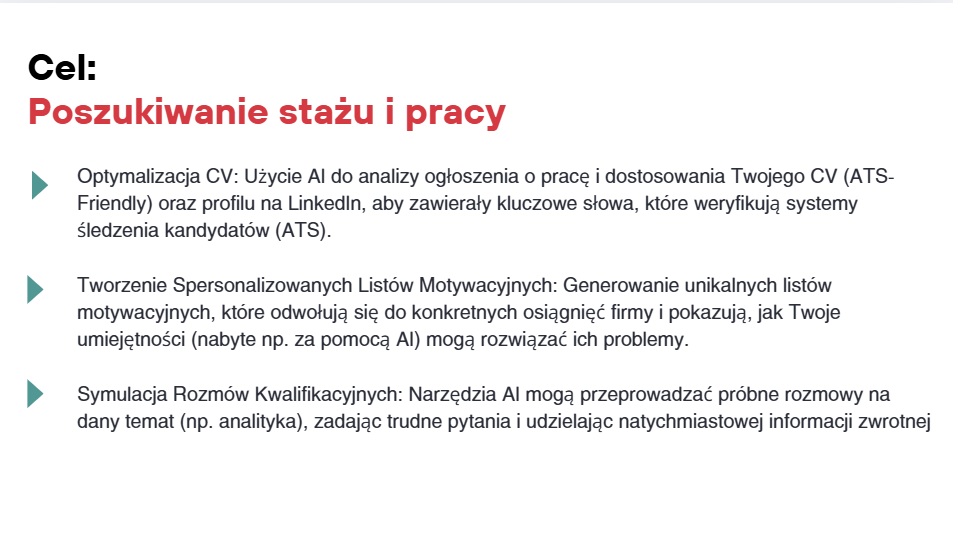 Cel:
Poszukiwanie stażu i pracy
Optymalizacja CV: Użycie AI do analizy ogłoszenia o pracę i dostosowania Twojego CV (ATS-
Friendly) oraz profilu na LinkedIn, aby zawierały kluczowe słowa, które weryfikują systemy
śledzenia kandydatów (ATS).
Tworzenie Spersonalizowanych Listów Motywacyjnych: Generowanie unikalnych listów
motywacyjnych, które odwołują się do konkretnych osiągnięć firmy i pokazują, jak Twoje
umiejętności (nabyte np. za pomocą AI) mogą rozwiązać ich problemy.
Symulacja Rozmów Kwalifikacyjnych: Narzędzia AI mogą przeprowadzać próbne rozmowy na
dany temat (np. analityka), zadając trudne pytania i udzielając natychmiastowej informacji zwrotnej